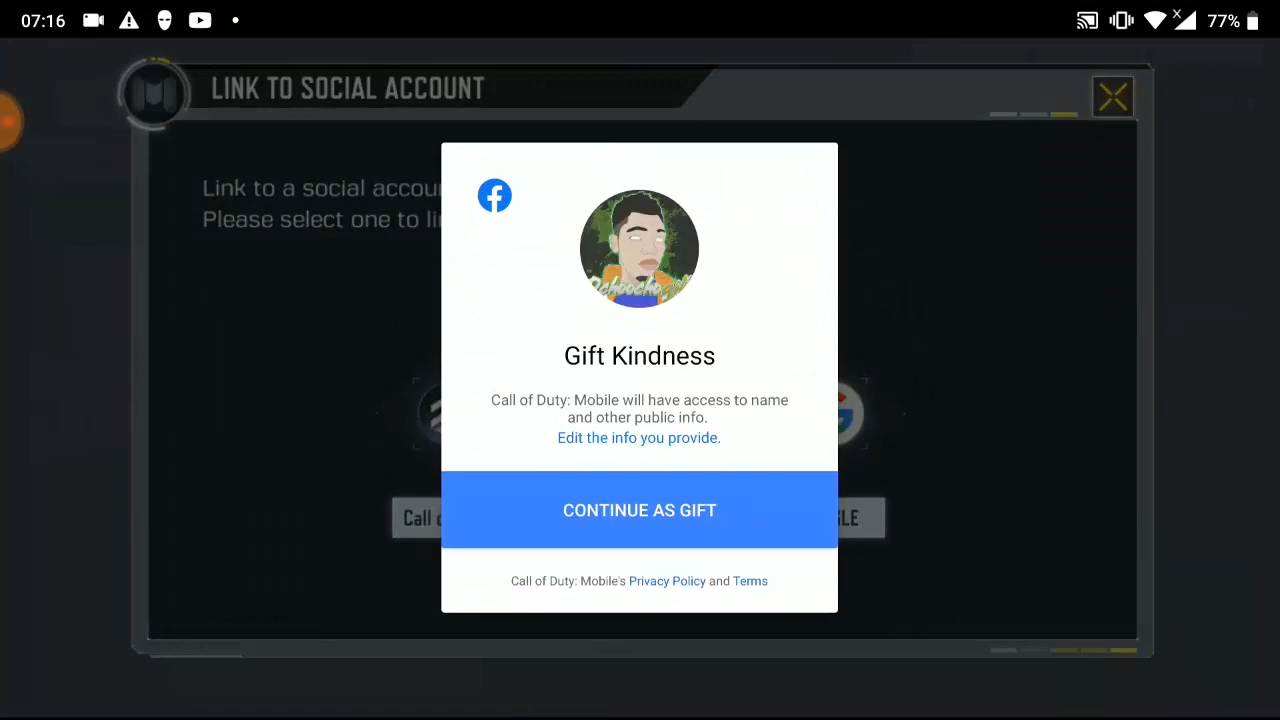 07:16
77%
LINK TO SOCIAL ACCOUNT
Link to a social accou
Please select one to li
Gift Kindness
Call of Duty: Mobile will have access to name
and other public info.
Edit the info you provide.
CONTINUE AS GIFT
Call o
LE
Call of Duty: Mobile's Privacy Policy and Terms